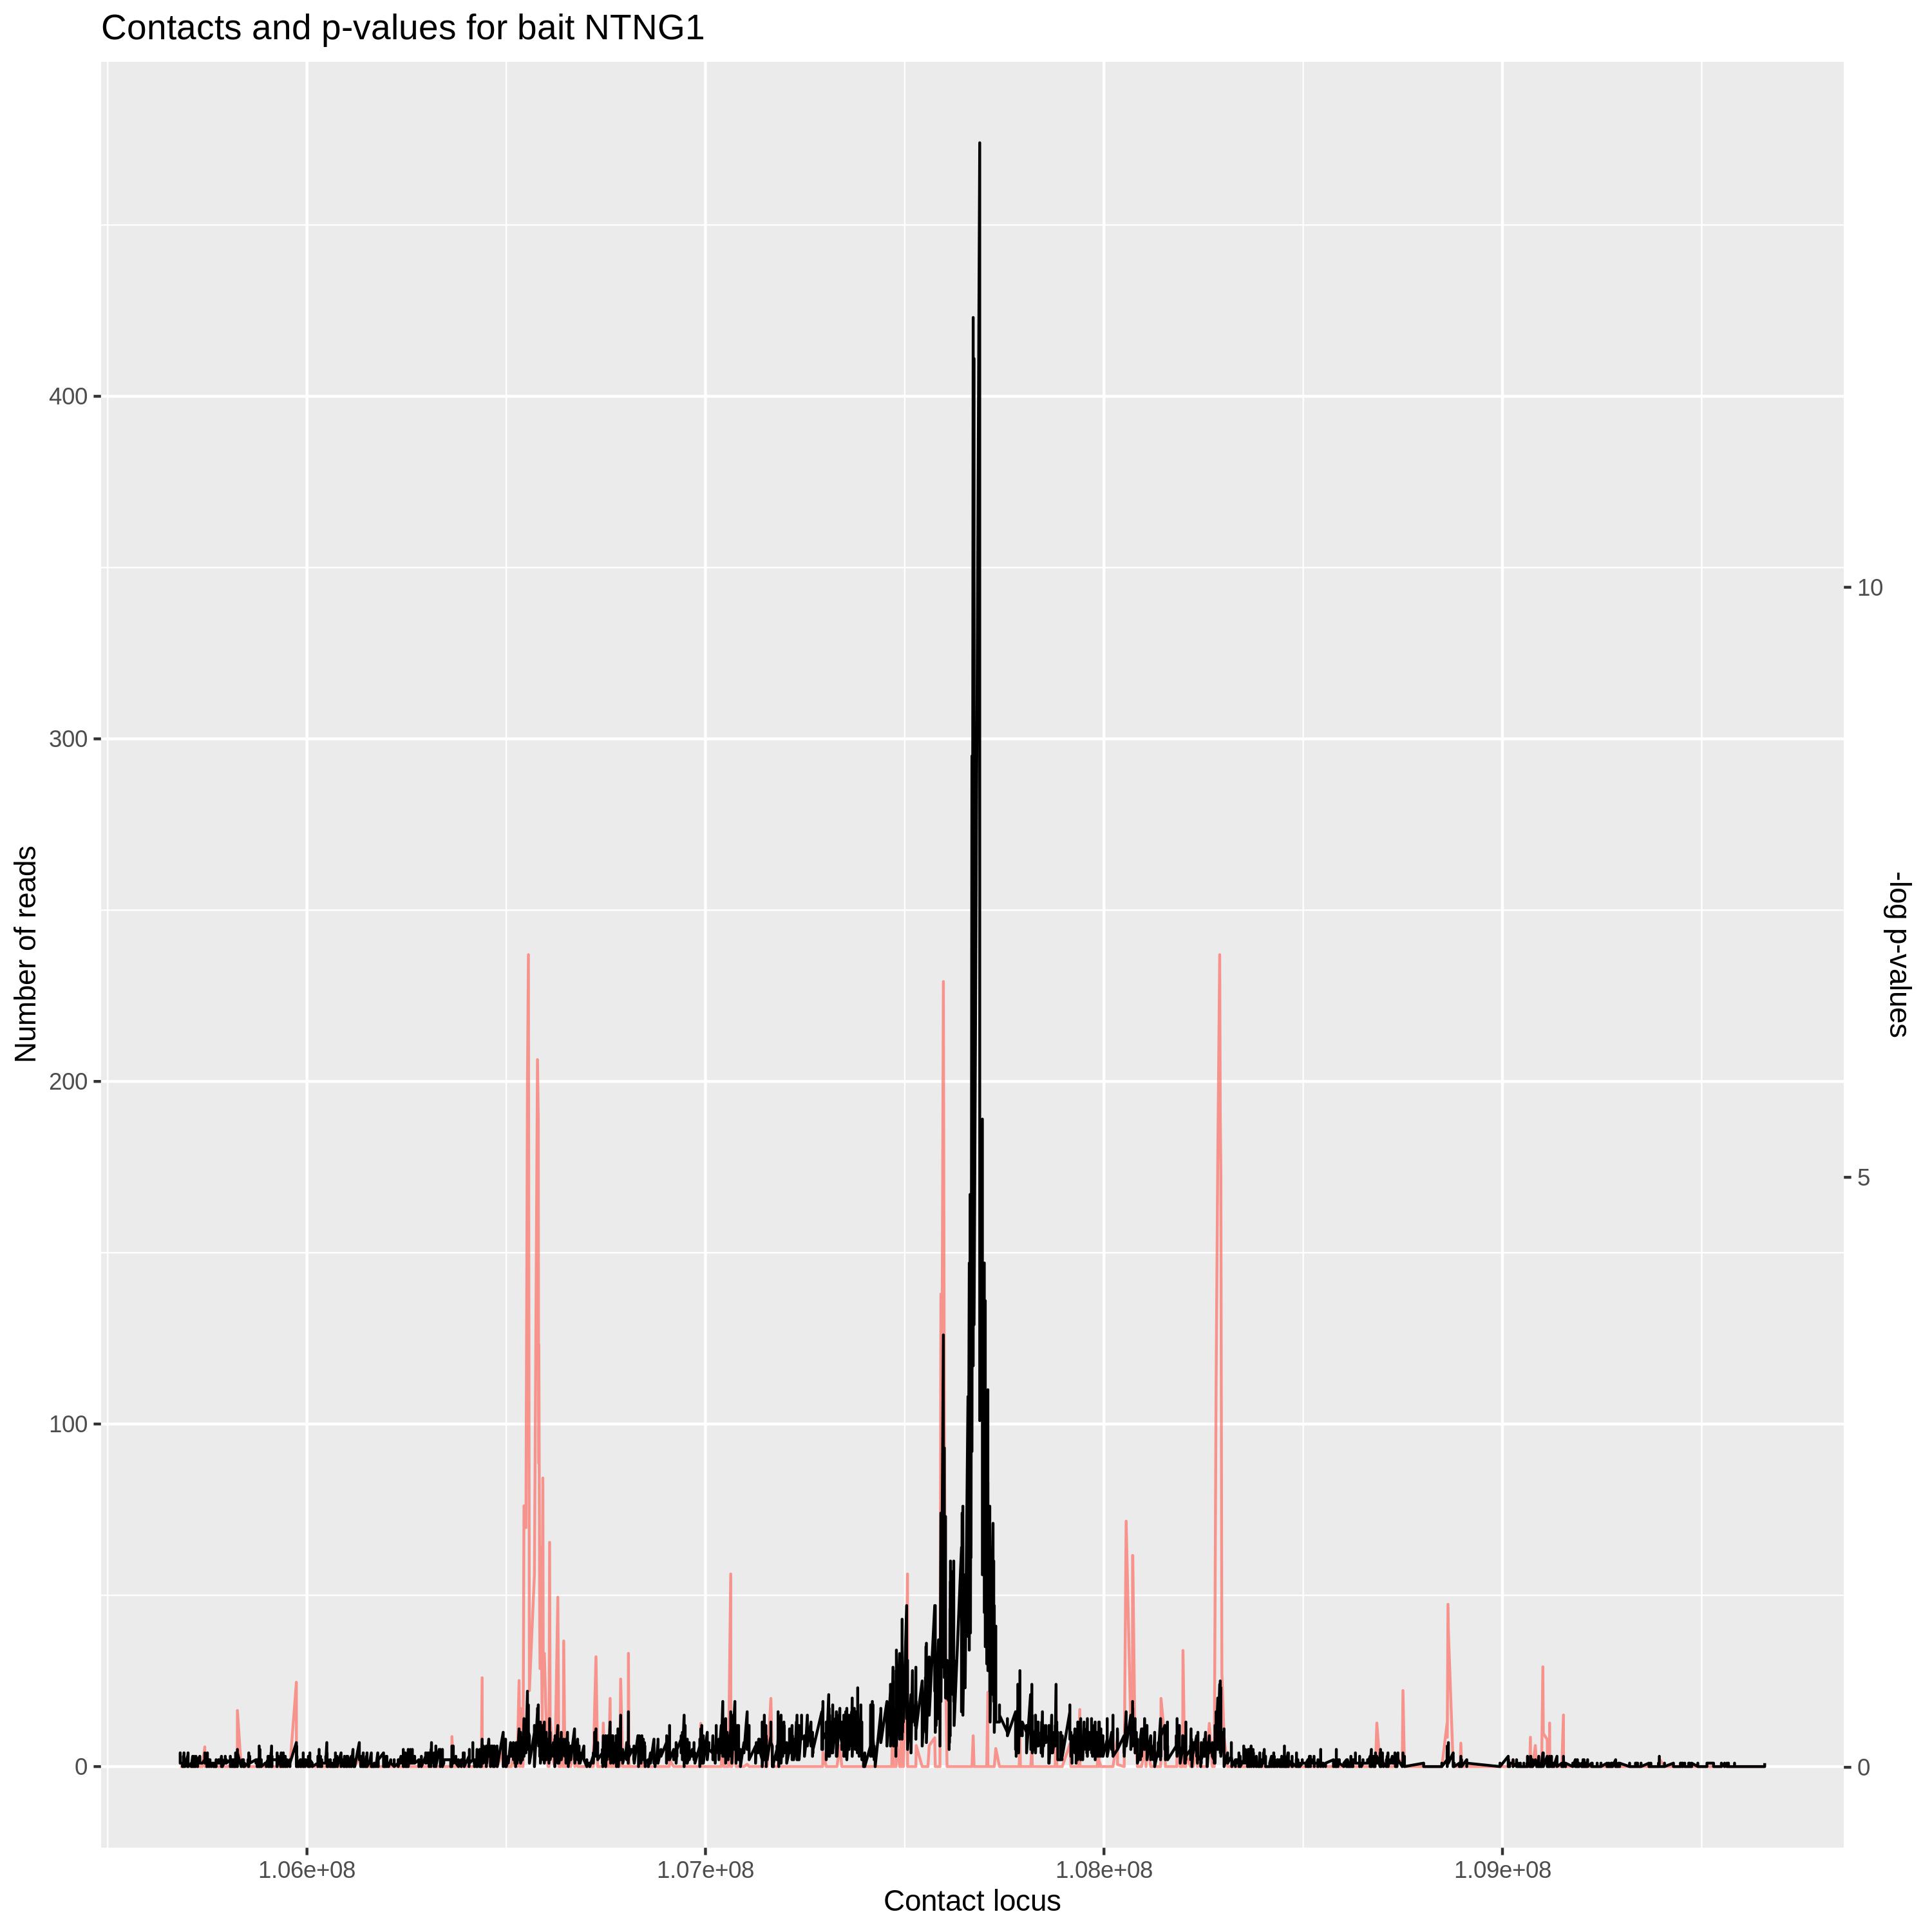 Contacts and p-values for bait NTNG1
Number of reads
400
300
200
100
0
10
5
0
-log p-values
1.06e+08
1.07e+08
1.08e+08
1.09e+08
Contact locus